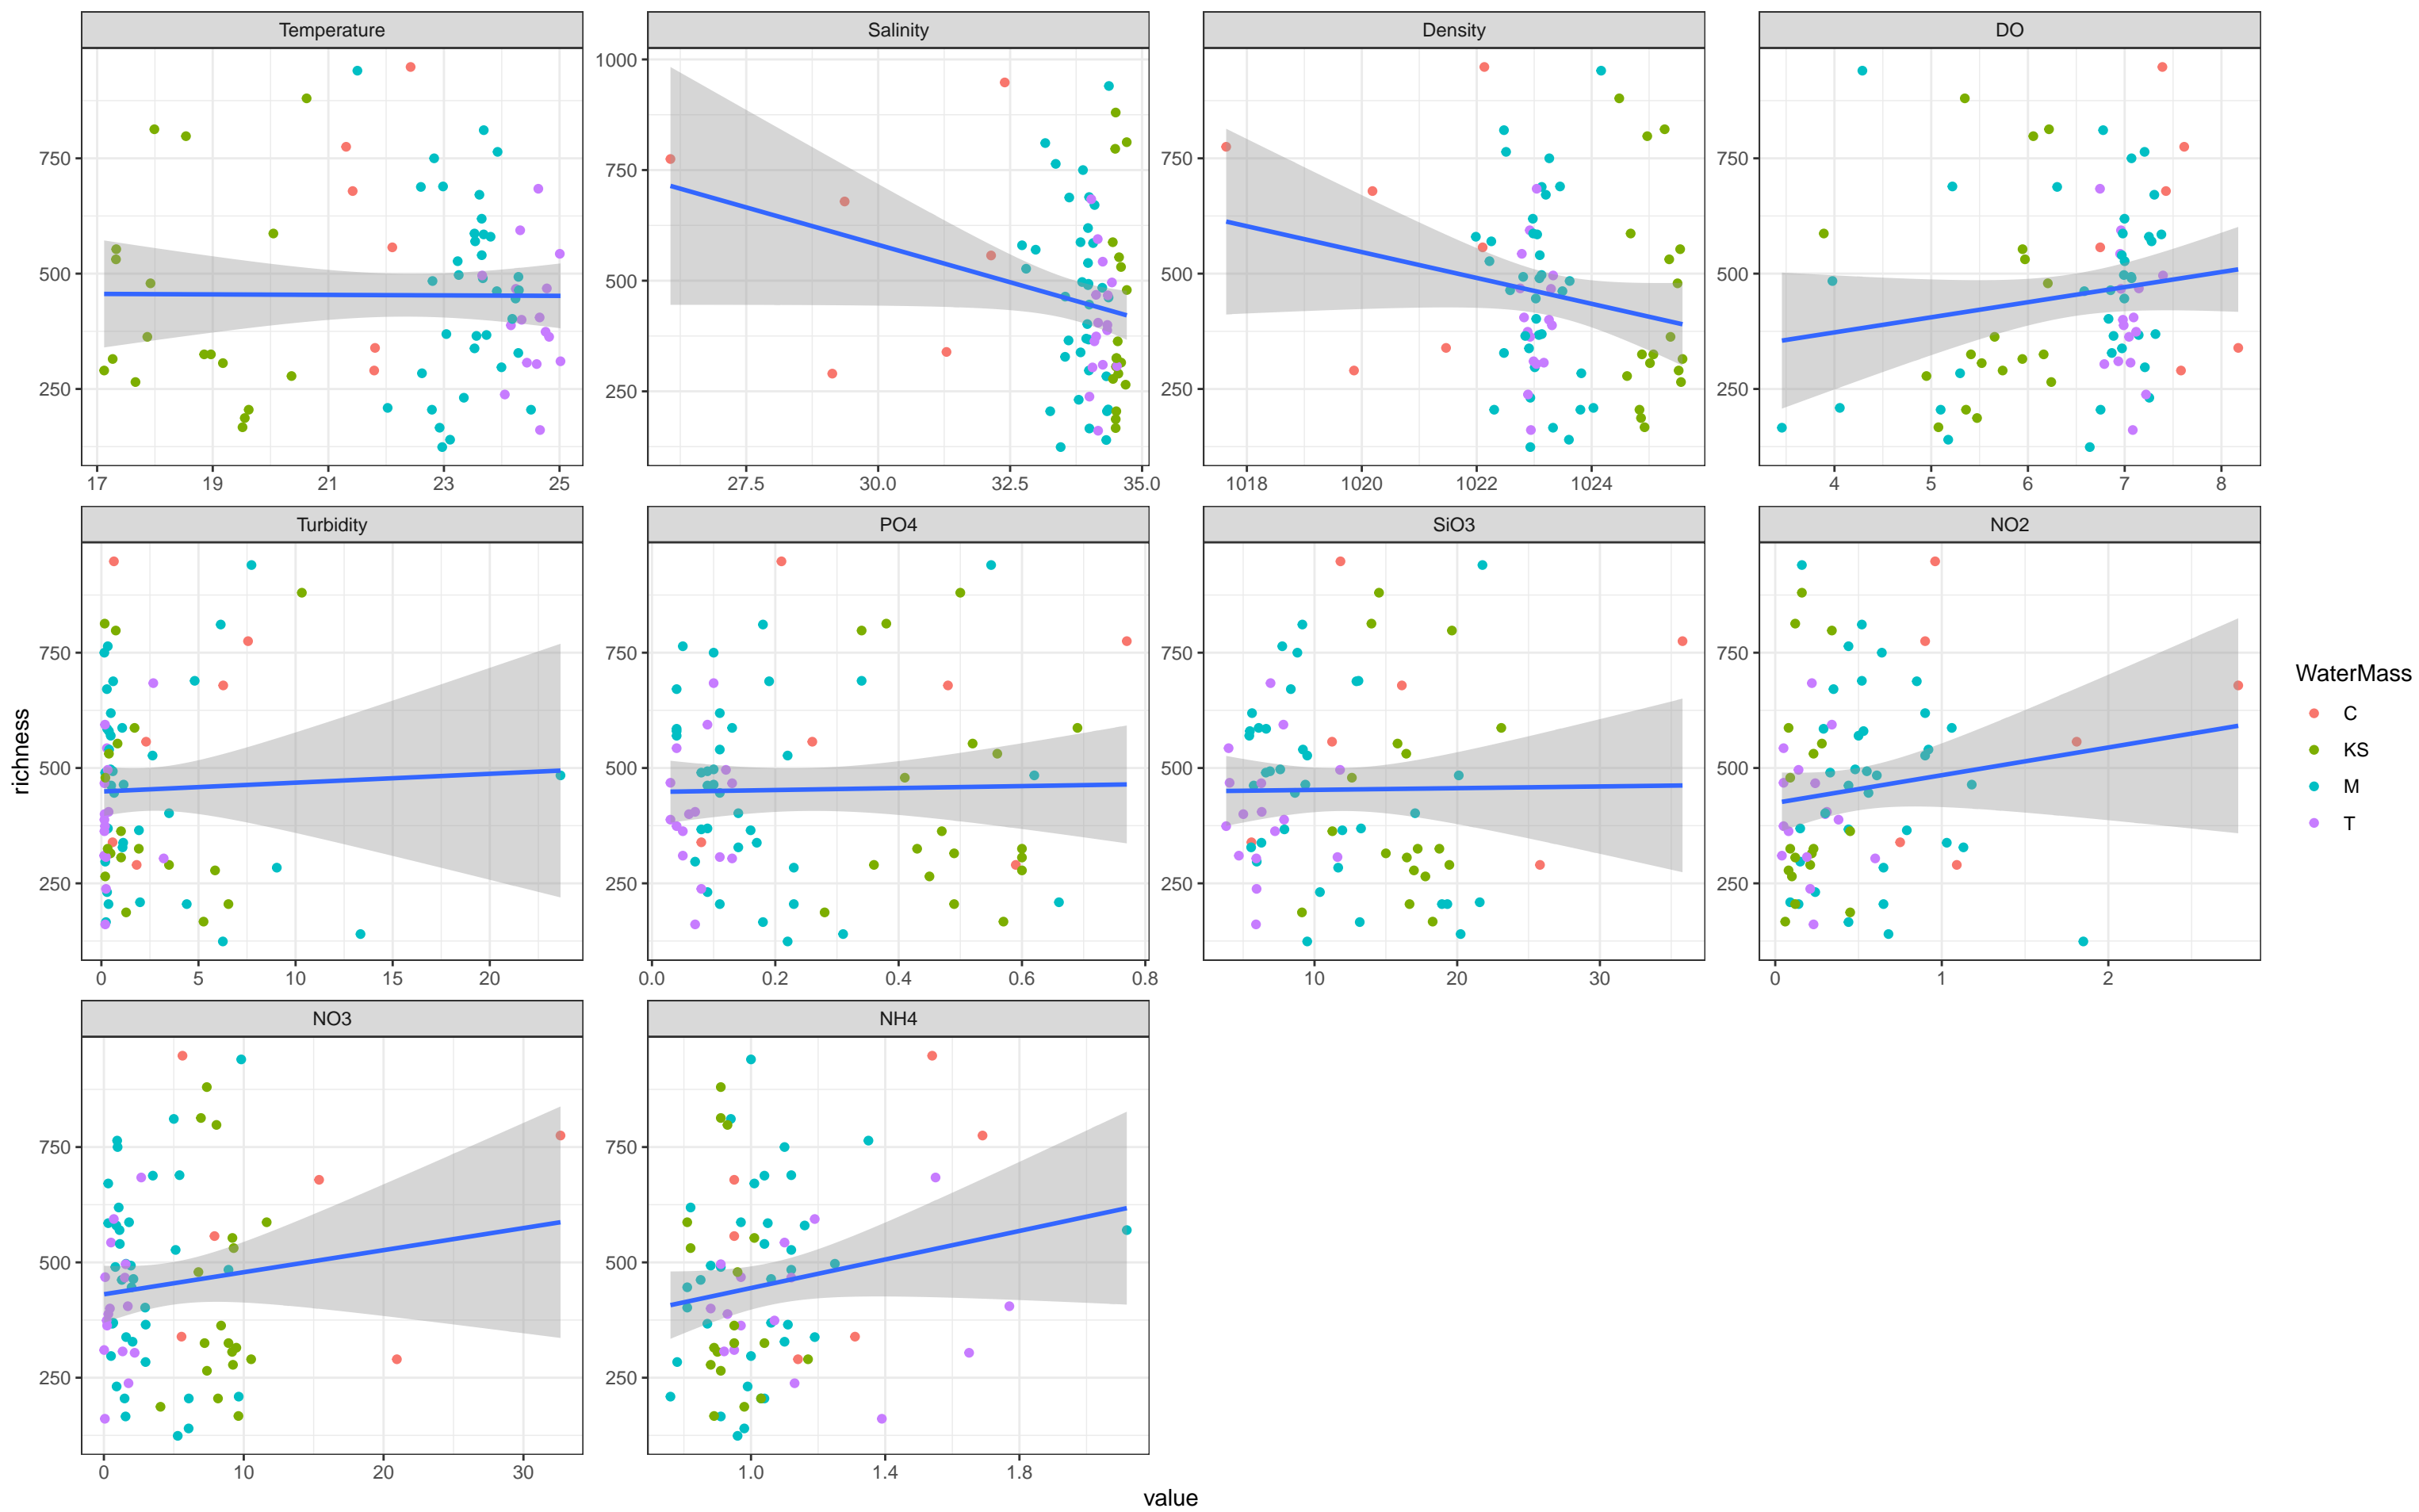 Temperature Salinity Density DO
1000
750 750 750 750
500 500 500 500
250 250 250 250
17 19 21 23 25 27.5 30.0 32.5 35.0 1018 1020 1022 1024 4 5 6 7 8
Turbidity PO4 SiO3 NO2
750 750 750 750
500 500 500 500
250 250 250 250
0 5 10 15 20 0.0 0.2 0.4 0.6 0.8 10 20 30 0 1 2
NO3 NH4
750 750
500 500
250 250
0 10 20 30 1.0 1.4 1.8
richness
value
WaterMass
C
KS
M
T